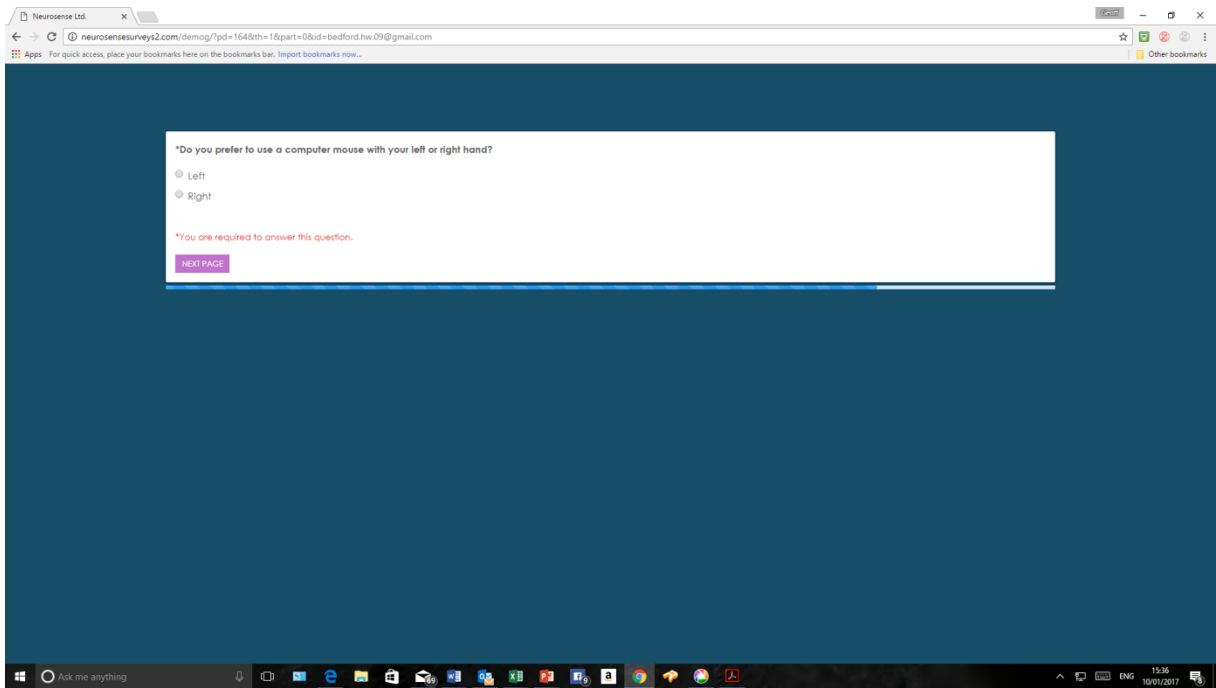 Neurosense Ltd.
Geoff
neurosensesurveys2.com/demog/?pd=164&th=1&part=0&id=bedford.hw.09@gmail.com
Apps For quick access, place your bookmarks here on the bookmarks bar. Import bookmarks now...
Other bookmarks
*Do you prefer to use a computer mouse with your left or right hand?
Left
Right
*You are required to answer this question.
NEXT PAGE
Ask me anything
69
9
a
ENG
15:36
10/01/2017